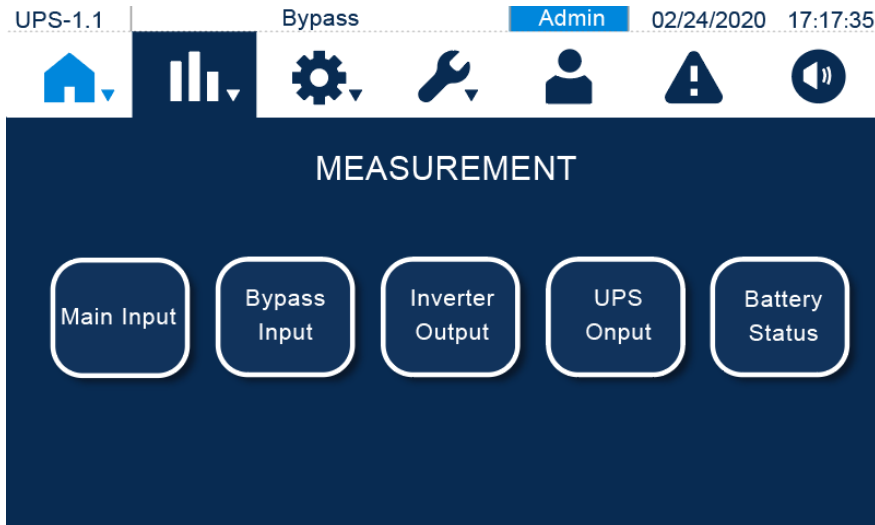 UPS-1.1 Bypass Admin 02/24/2020 17:17:35
MEASUREMENT
Main Input
Bypass
Input
Inverter
Output
UPS
Onput
Battery
Status